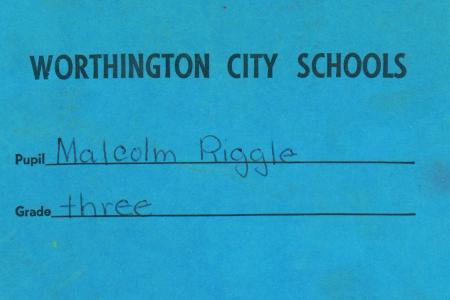 WORTHINGTON CITY SCHOOLS
Pupil Malcolm Riggle
Grade three